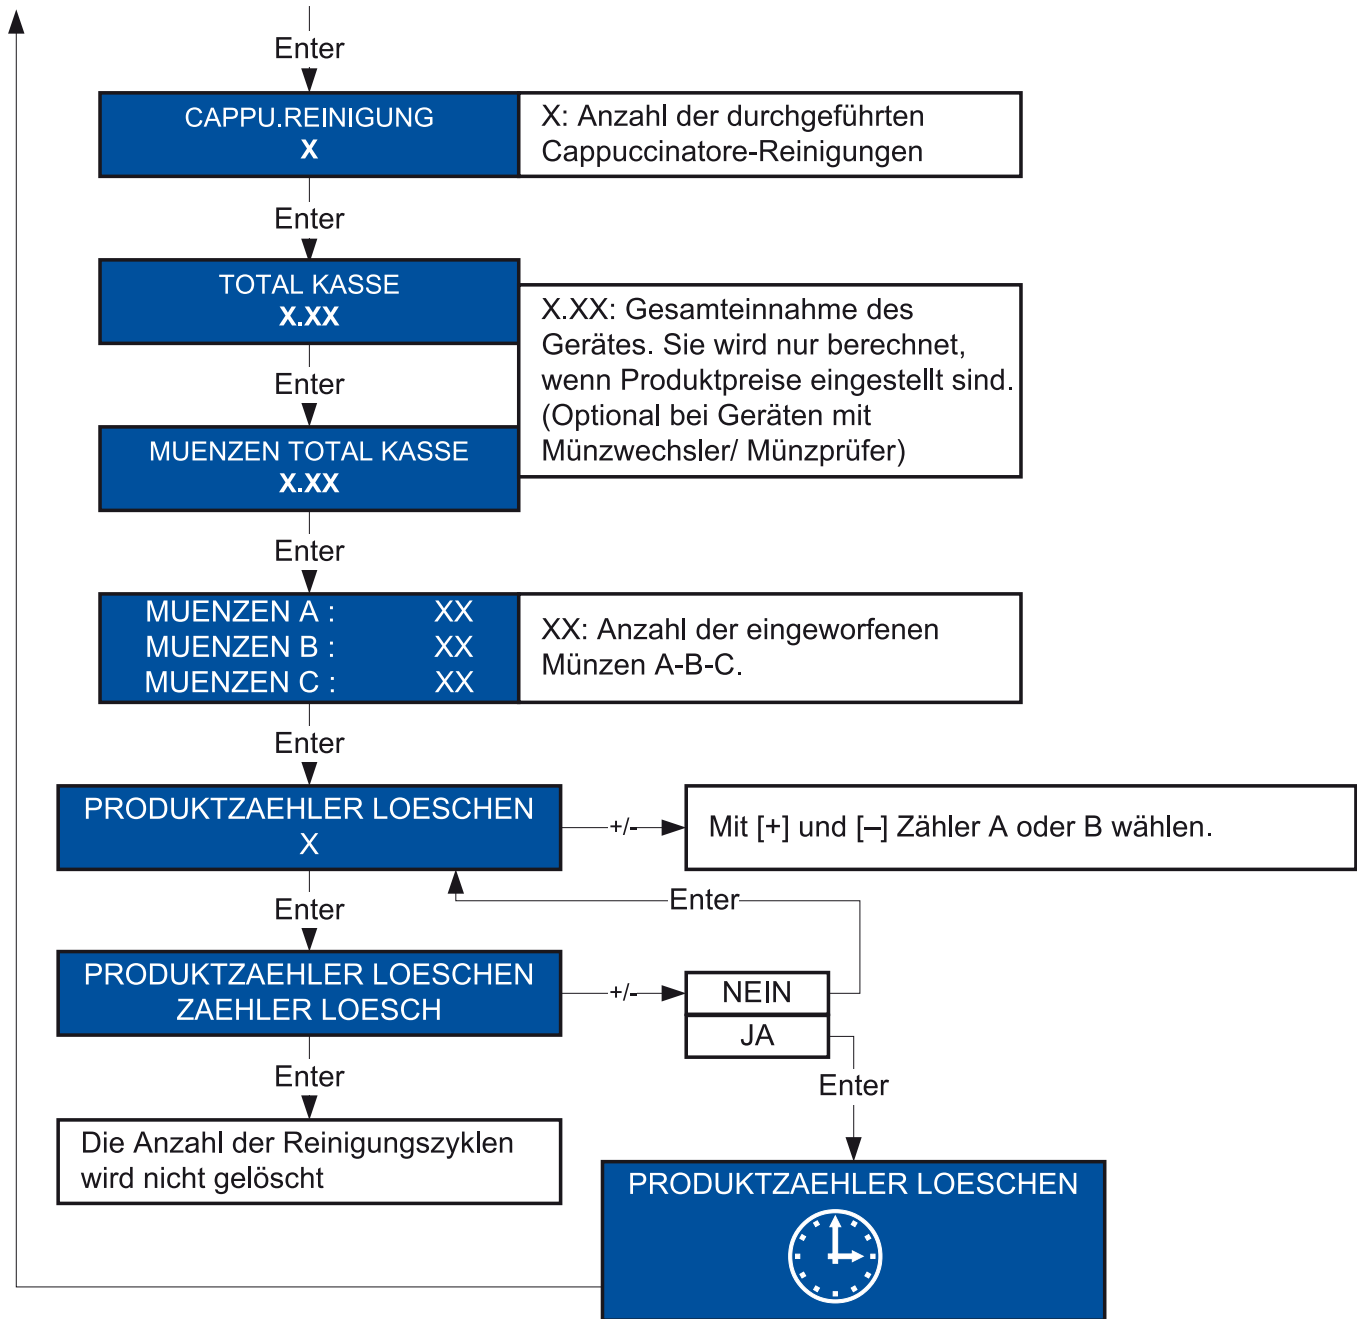 Enter
CAPPU.REINIGUNG
X
X: Anzahl der durchgeführten
Cappuccinatore-Reinigungen
Enter
TOTAL KASSE
X.XX
X.XX: Gesamteinnahme des
Gerätes. Sie wird nur berechnet,
wenn Produktpreise eingestellt sind.
(Optional bei Geräten mit
Münzwechsler/ Münzprüfer)
Enter
MUENZEN TOTAL KASSE
X.XX
Enter
MUENZEN A : XX
MUENZEN B : XX
MUENZEN C : XX
XX: Anzahl der eingeworfenen
Münzen A-B-C.
Enter
PRODUKTZAEHLER LOESCHEN
X
+/-
Mit [+] und [–] Zähler A oder B wählen.
Enter
Enter
PRODUKTZAEHLER LOESCHEN
ZAEHLER LOESCH
+/-
NEIN
JA
Enter
Enter
Die Anzahl der Reinigungszyklen
wird nicht gelöscht
PRODUKTZAEHLER LOESCHEN